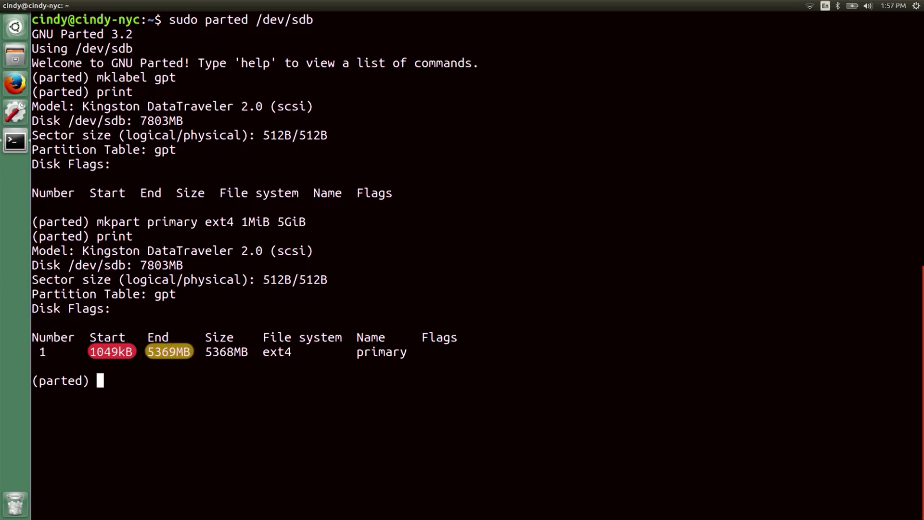 cindy@cindy-nyc: ~
En
1:57 PM
cindy@cindy-nyc:~$ sudo parted /dev/sdb
GNU Parted 3.2
Using /dev/sdb
Welcome to GNU Parted! Type 'help' to view a list of commands.
(parted) mklabel gpt
(parted) print
Model: Kingston DataTraveler 2.0 (scsi)
Disk /dev/sdb: 7803MB
Sector size (logical/physical): 512B/512B
Partition Table: gpt
Disk Flags:
Number Start End Size File system Name Flags
(parted) mkpart primary ext4 1MiB 5GiB
(parted) print
Model: Kingston DataTraveler 2.0 (scsi)
Disk /dev/sdb: 7803MB
Sector size (logical/physical): 512B/512B
Partition Table: gpt
Disk Flags:
Number Start End Size File system Name Flags
1 1049kB 5369MB 5368MB ext4 primary
(parted)